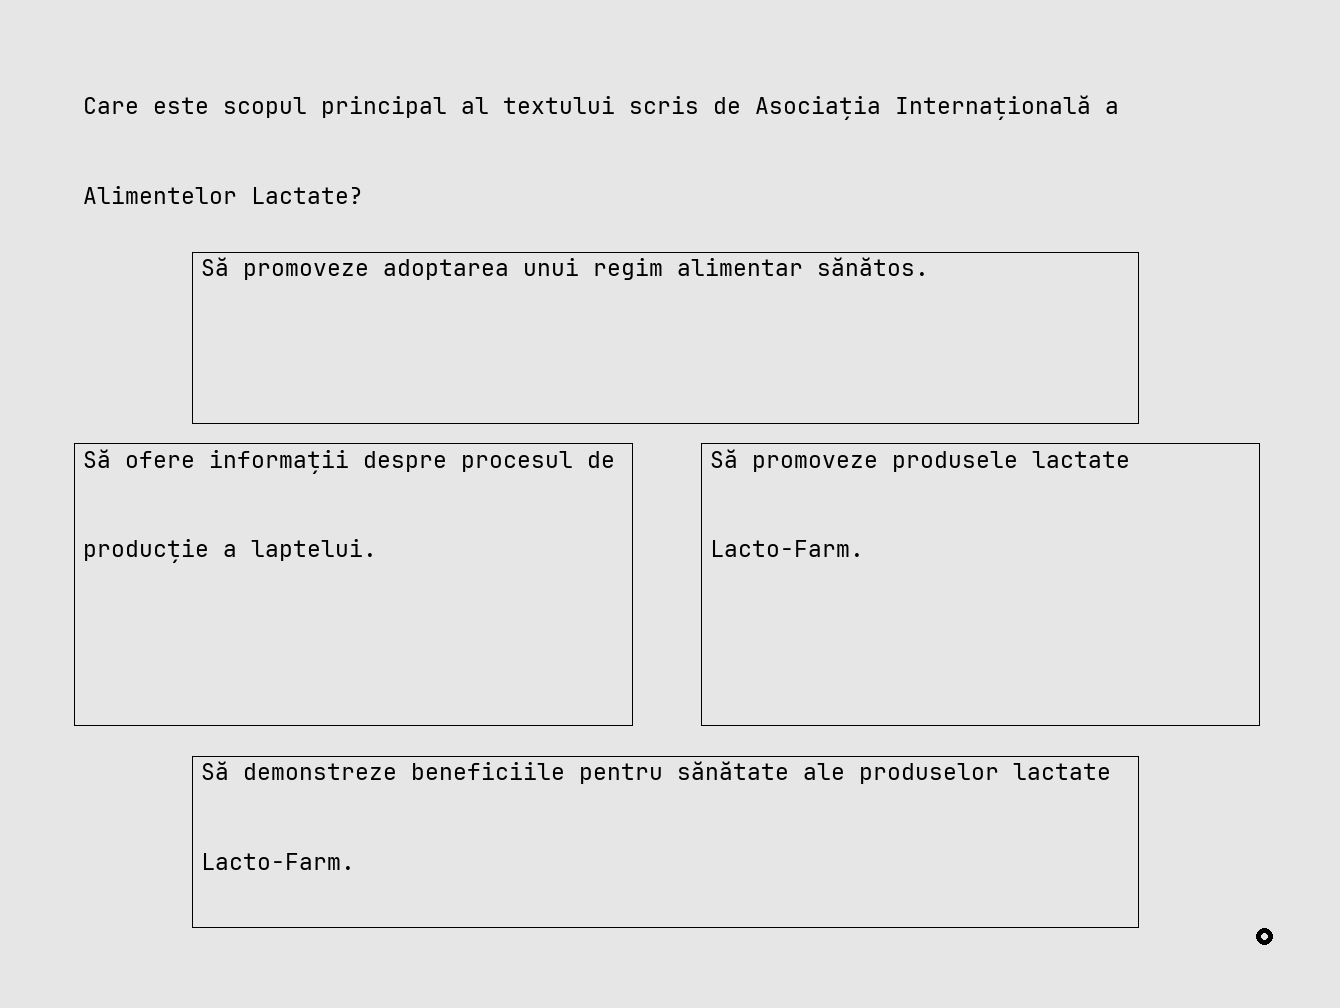 Care este scopul principal al textului scris de Asociația Internațională a
Alimentelor Lactate?
Să promoveze adoptarea unui regim alimentar sănătos.
Să ofere informații despre procesul de
producție a laptelui.
Să promoveze produsele lactate
Lacto-Farm.
Să demonstreze beneficiile pentru sănătate ale produselor lactate
Lacto-Farm.